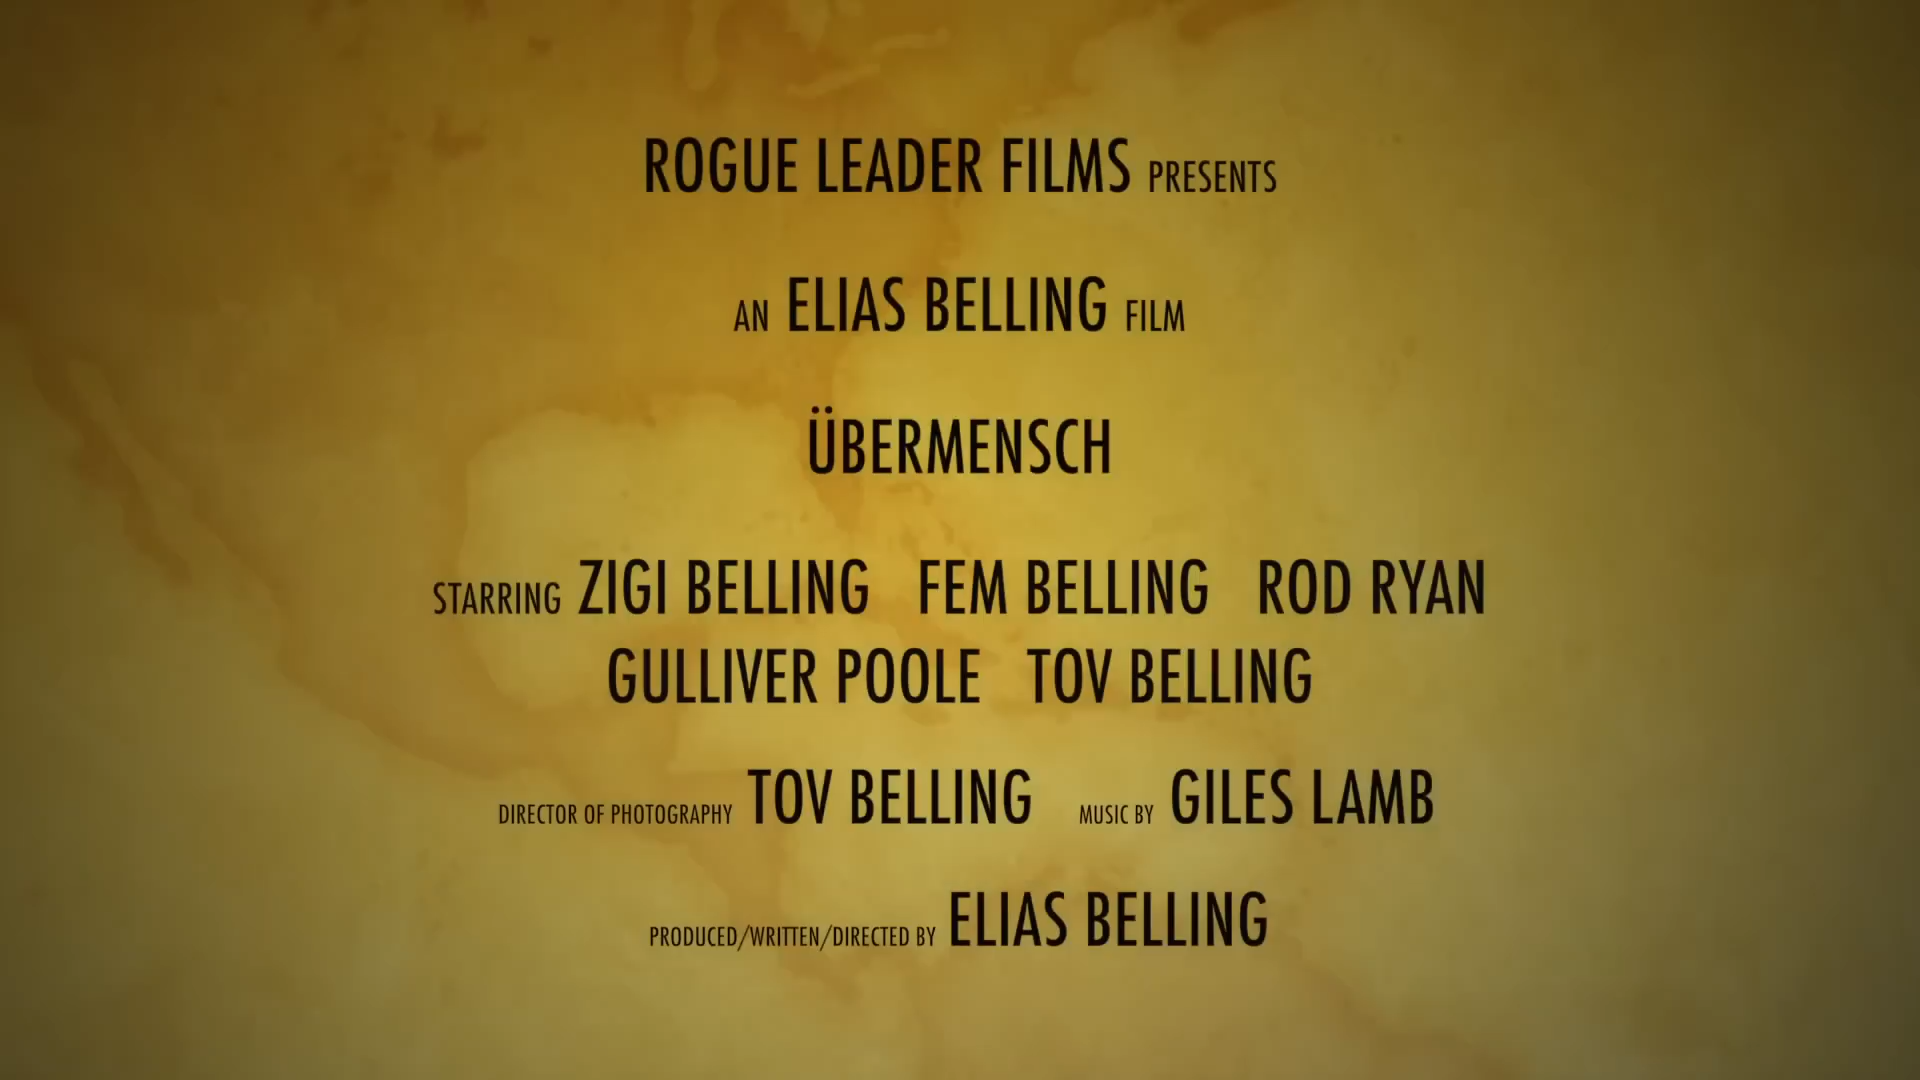 ROGUE LEADER FILMS PRESENTS
AN ELIAS BELLING FILM
ÜBERMENSCH
STARRING ZIGI BELLING FEM BELLING ROD RYAN
GULLIVER POOLE TOV BELLING
DIRECTOR OF PHOTOGRAPHY TOV BELLING MUSIC BY GILES LAMB
PRODUCED/WRITTEN/DIRECTED BY ELIAS BELLING